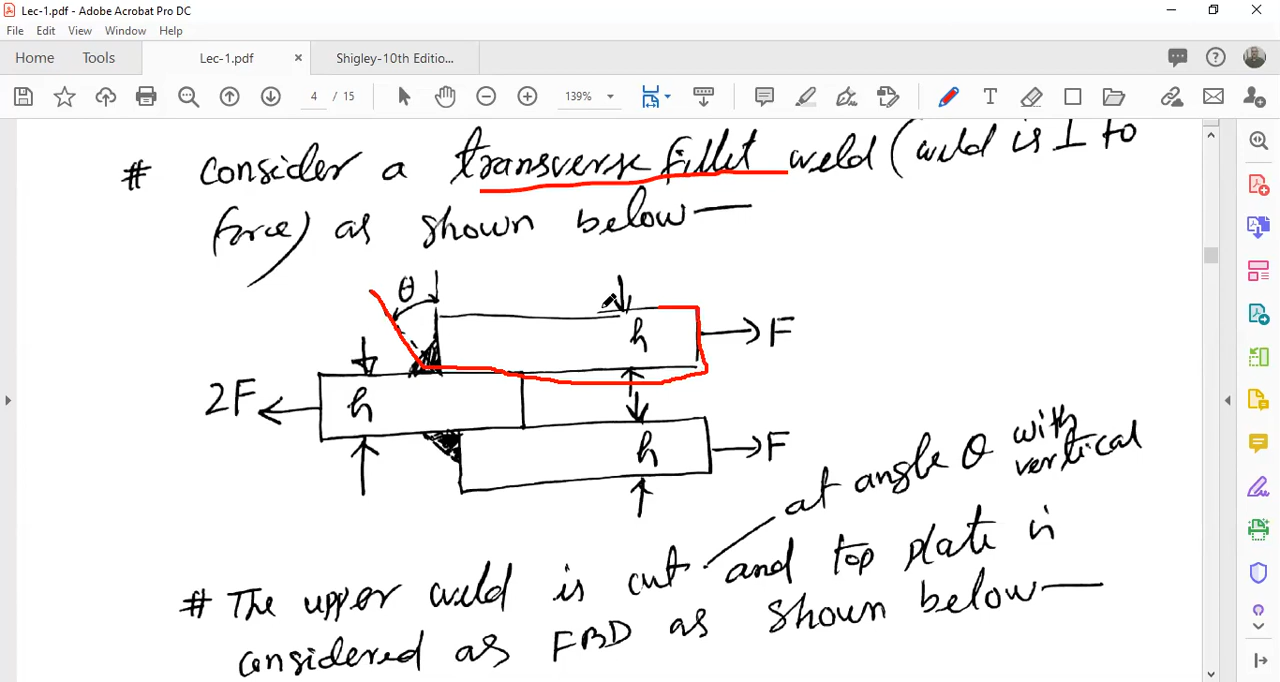 Lec-1.pdf - Adobe Acrobat Pro DC
File Edit View Window Help
Home Tools Lec-1.pdf × Shigley-10th Editio...
4 / 15 139%
# Consider a transverse fillet weld (weld is ⊥ to
force) as shown below —
θ
h
F
2F
h
h
F
at angle θ with
vertical
# The upper weld is cut and top plate is
considered as FBD as shown below —